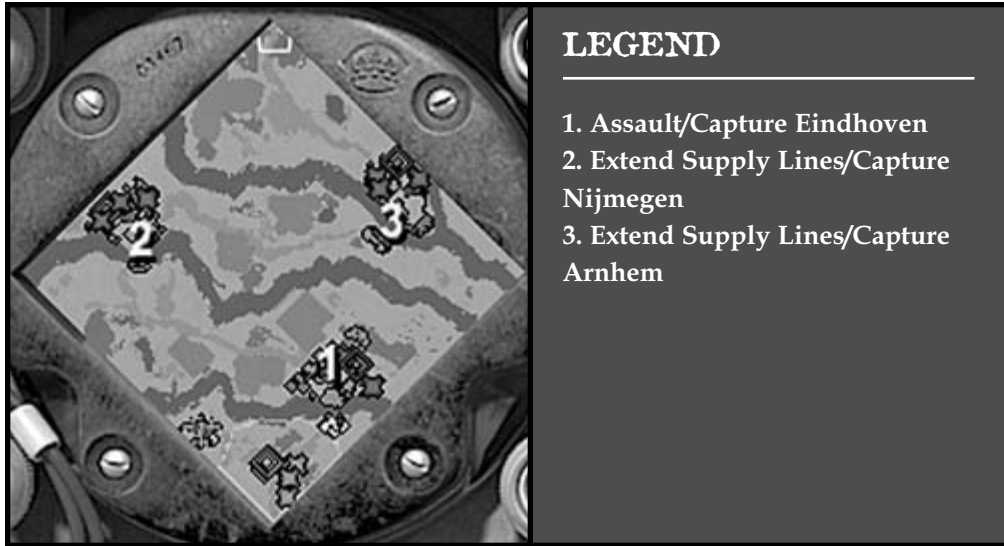 LEGEND
1. Assault/Capture Eindhoven
2. Extend Supply Lines/Capture
Nijmegen
3. Extend Supply Lines/Capture
Arnhem
2
3
1